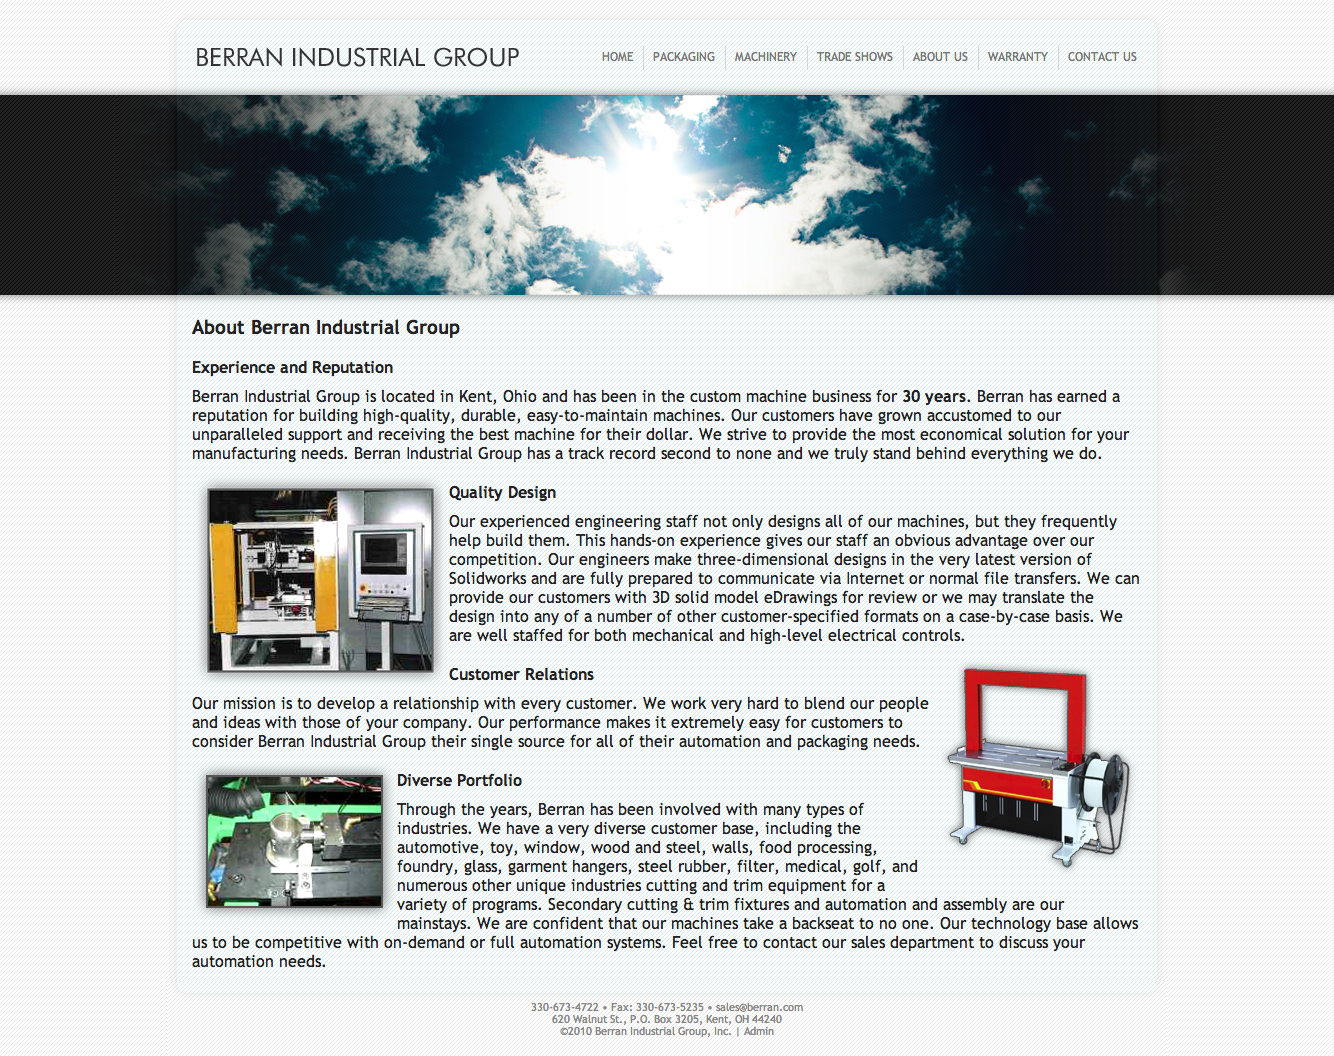 BERRAN INDUSTRIAL GROUP
HOME PACKAGING MACHINERY TRADE SHOWS ABOUT US WARRANTY CONTACT US
About Berran Industrial Group
Experience and Reputation
Berran Industrial Group is located in Kent, Ohio and has been in the custom machine business for 30 years. Berran has earned a
reputation for building high-quality, durable, easy-to-maintain machines. Our customers have grown accustomed to our
unparalleled support and receiving the best machine for their dollar. We strive to provide the most economical solution for your
manufacturing needs. Berran Industrial Group has a track record second to none and we truly stand behind everything we do.
Quality Design
Our experienced engineering staff not only designs all of our machines, but they frequently
help build them. This hands-on experience gives our staff an obvious advantage over our
competition. Our engineers make three-dimensional designs in the very latest version of
Solidworks and are fully prepared to communicate via Internet or normal file transfers. We can
provide our customers with 3D solid model eDrawings for review or we may translate the
design into any of a number of other customer-specified formats on a case-by-case basis. We
are well staffed for both mechanical and high-level electrical controls.
Customer Relations
Our mission is to develop a relationship with every customer. We work very hard to blend our people
and ideas with those of your company. Our performance makes it extremely easy for customers to
consider Berran Industrial Group their single source for all of their automation and packaging needs.
Diverse Portfolio
Through the years, Berran has been involved with many types of
industries. We have a very diverse customer base, including the
automotive, toy, window, wood and steel, walls, food processing,
foundry, glass, garment hangers, steel rubber, filter, medical, golf, and
numerous other unique industries cutting and trim equipment for a
variety of programs. Secondary cutting & trim fixtures and automation and assembly are our
mainstays. We are confident that our machines take a backseat to no one. Our technology base allows
us to be competitive with on-demand or full automation systems. Feel free to contact our sales department to discuss your
automation needs.
330-673-4722 • Fax: 330-673-5235 • sales@berran.com
620 Walnut St., P.O. Box 3205, Kent, OH 44240
©2010 Berran Industrial Group, Inc. | Admin